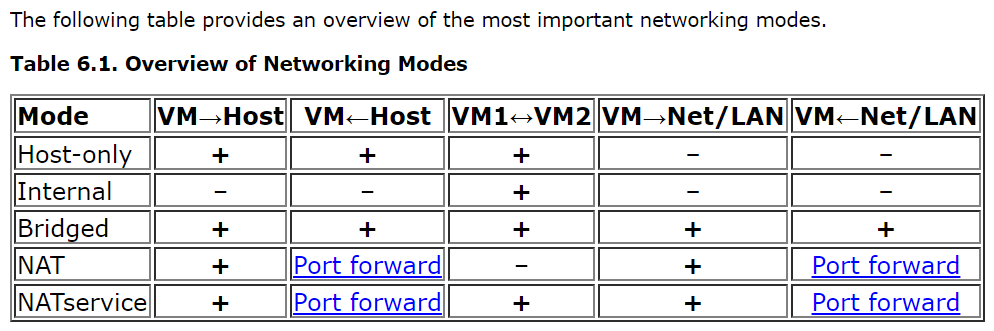 The following table provides an overview of the most important networking modes.
Table 6.1. Overview of Networking Modes
Mode VM→Host VM←Host VM1↔VM2 VM→Net/LAN VM←Net/LAN
Host-only + + + – –
Internal – – + – –
Bridged + + + + +
NAT + Port forward – + Port forward
NATservice + Port forward + + Port forward